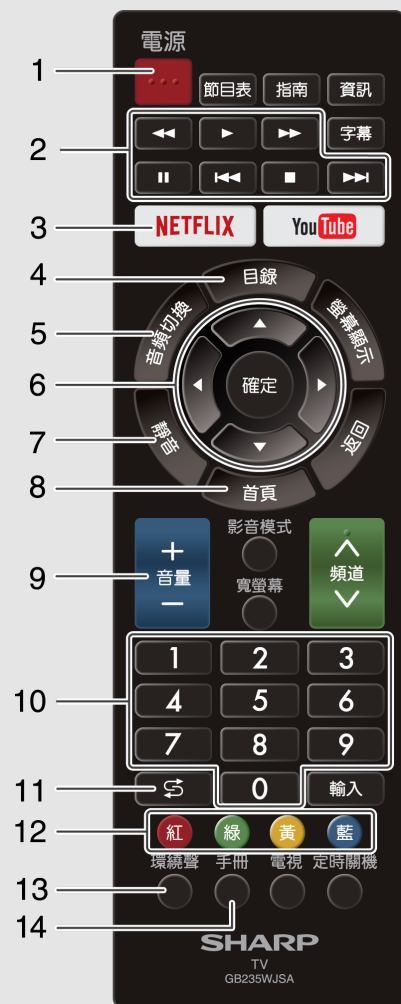 電源
1
節目表 指南 資訊
2
字幕
3 NETFLIX YouTube
4 目錄
5 音頻切換 螢幕顯示
6 確定
7 靜音 返回
8 首頁
影音模式
9 + 音量 − 頻道
寬螢幕
1 2 3
10 4 5 6
7 8 9
11 0 輸入
12 紅 綠 黃 藍
環繞聲 手冊 電視 定時關機
13
14
SHARP
TV
GB235WJSA